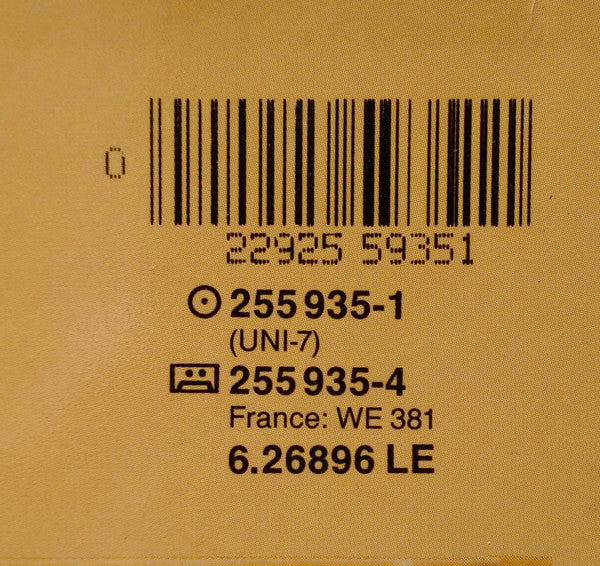 0
22925 59351
255 935-1
(UNI-7)
255 935-4
France: WE 381
6.26896 LE